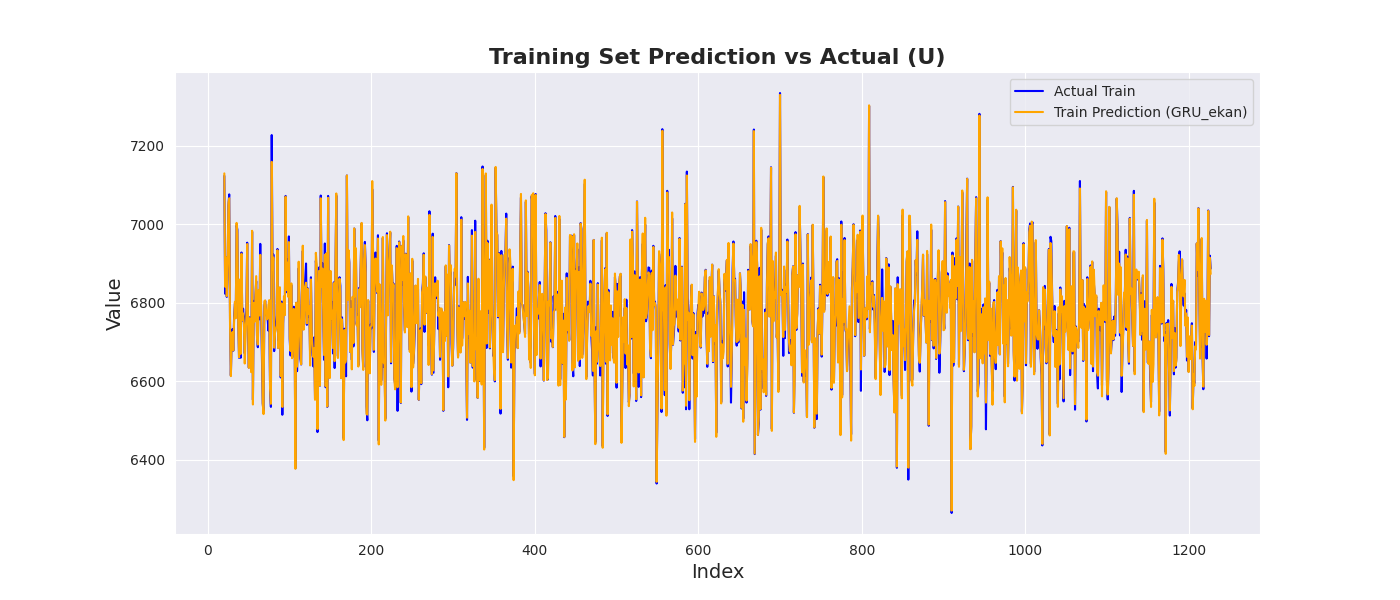 Training Set Prediction vs Actual (U)
Actual Train
Train Prediction (GRU_ekan)
7200
7000
6800
6600
6400
Value
0 200 400 600 800 1000 1200
Index